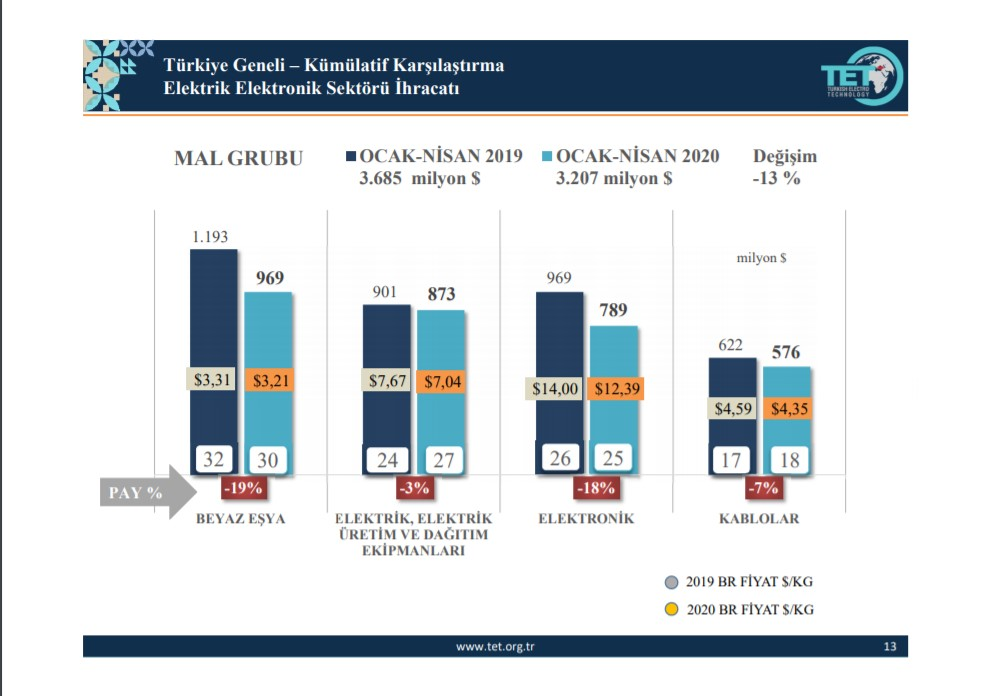 Türkiye Geneli – Kümülatif Karşılaştırma
Elektrik Elektronik Sektörü İhracatı
TET
TURKISH ELECTRO
TECHNOLOGY
MAL GRUBU
OCAK-NİSAN 2019
3.685 milyon $
OCAK-NİSAN 2020
3.207 milyon $
Değişim
-13 %
milyon $
1.193
969
901
873
969
789
622
576
$3,31
$3,21
$7,67
$7,04
$14,00
$12,39
$4,59
$4,35
32
30
24
27
26
25
17
18
PAY %
-19%
-3%
-18%
-7%
BEYAZ EŞYA
ELEKTRİK, ELEKTRİK
ÜRETİM VE DAĞITIM
EKİPMANLARI
ELEKTRONİK
KABLOLAR
2019 BR FİYAT $/KG
2020 BR FİYAT $/KG
www.tet.org.tr
13